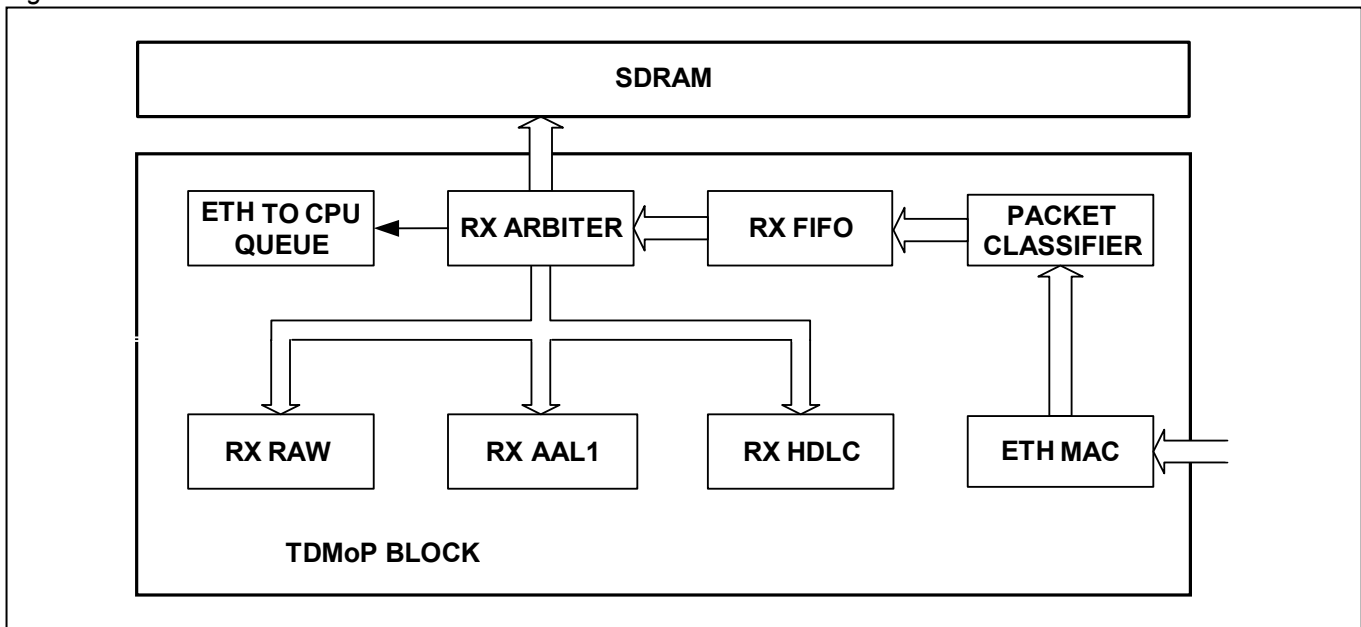 SDRAM
ETH TO CPU
QUEUE
RX ARBITER
RX FIFO
PACKET
CLASSIFIER
RX RAW
RX AAL1
RX HDLC
ETH MAC
TDMoP BLOCK